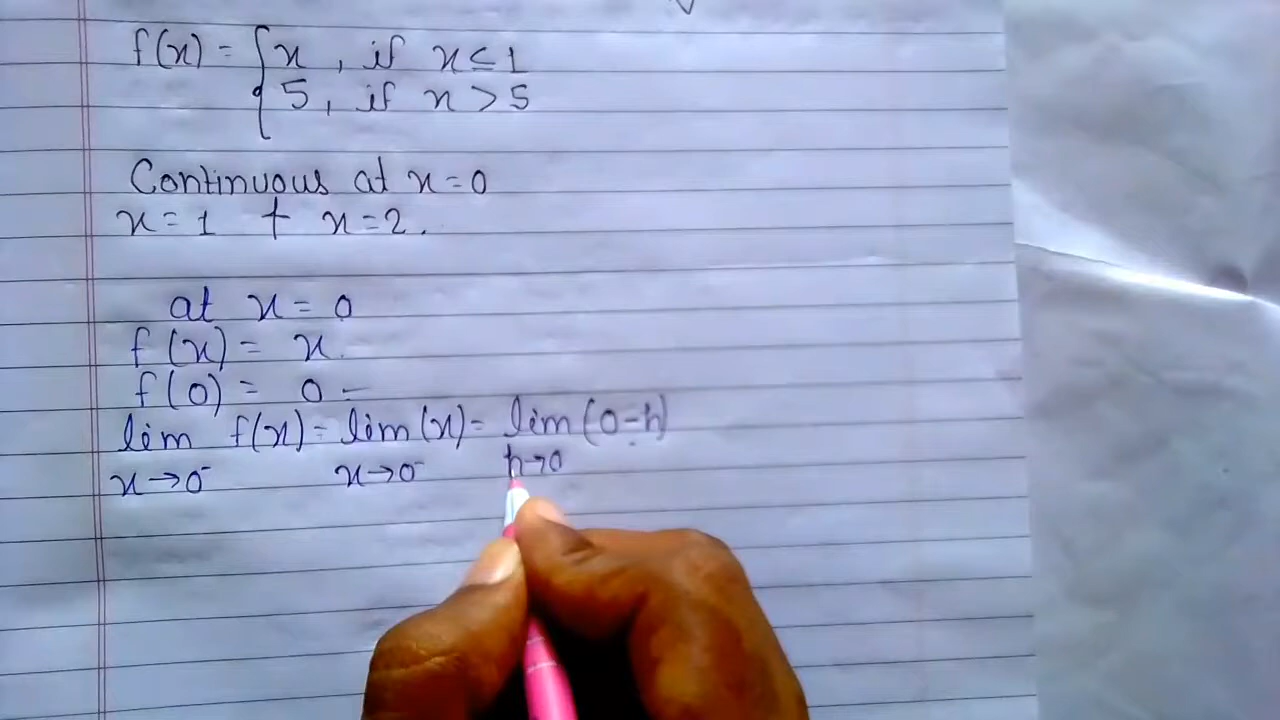 f(x) = { x , if x ≤ 1
5 , if x > 5
Continuous at x = 0
x = 1 + x = 2 .
at x = 0
f(x) = x .
f(0) = 0 –
lim f(x) = lim (x) = lim (0-h)
x→0⁻ x→0⁻ h→0